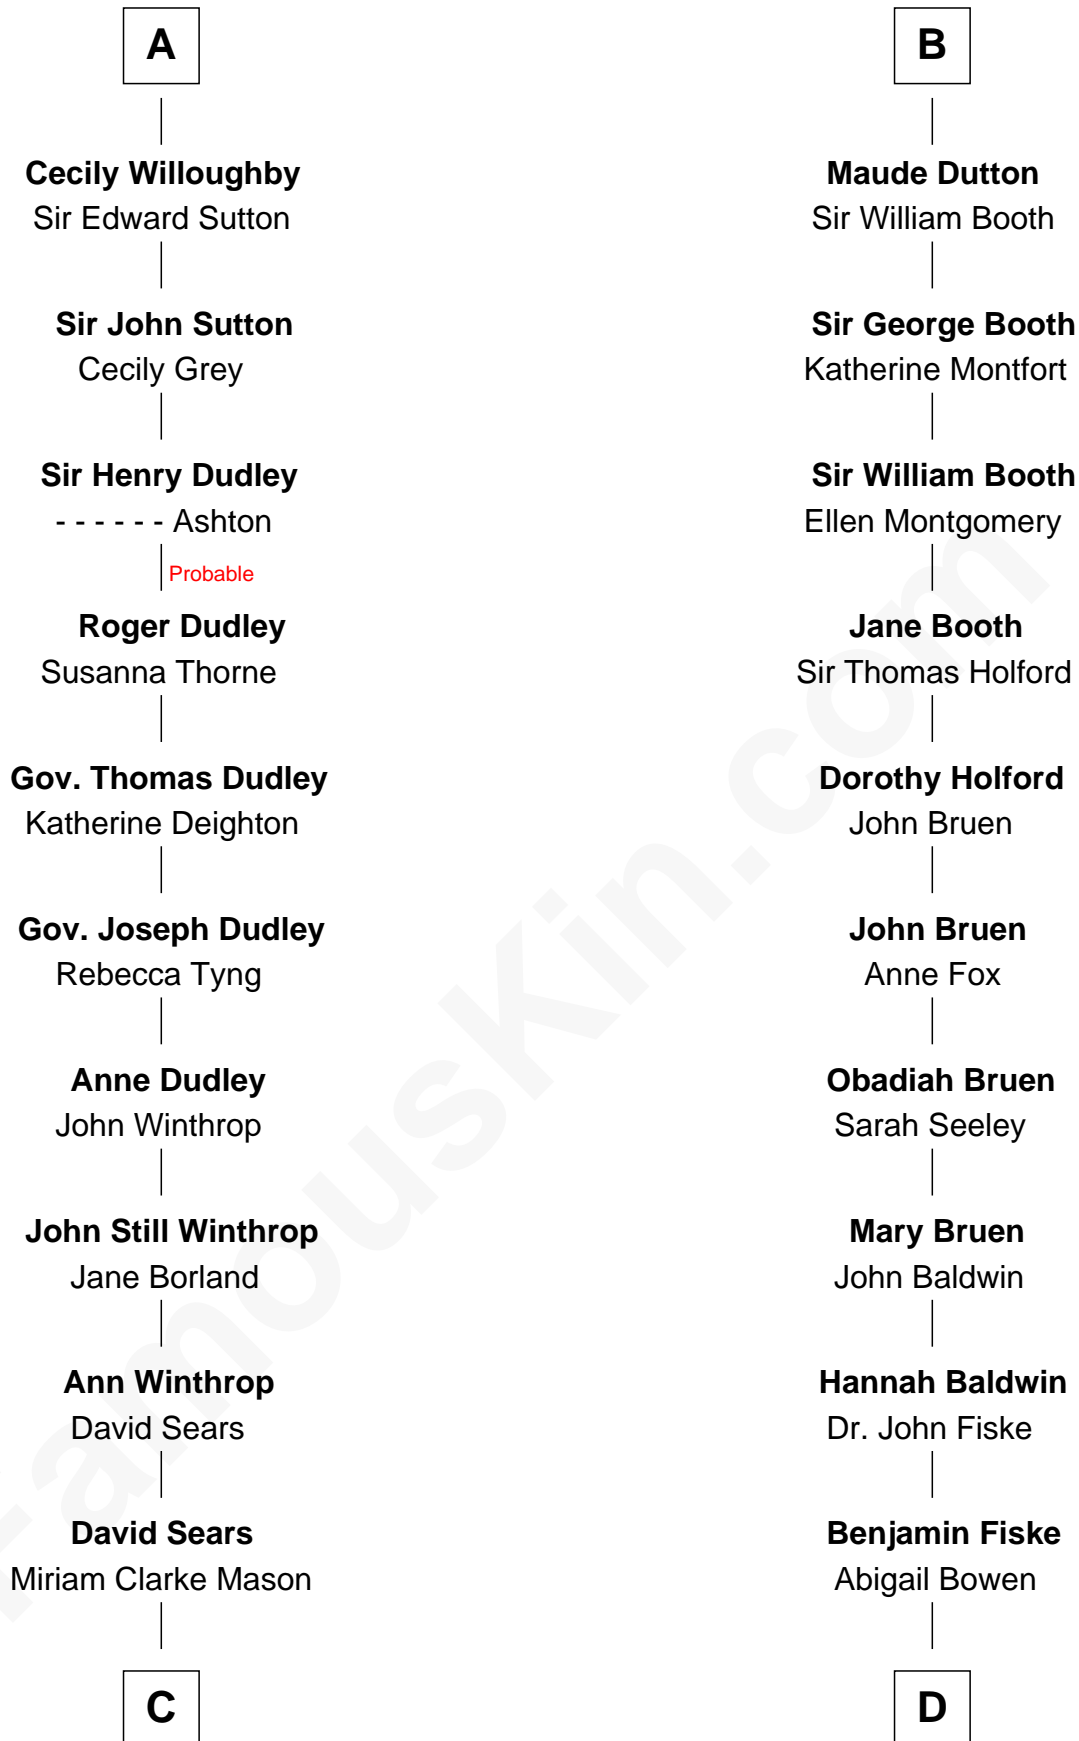 A
Cecily Willoughby
Sir Edward Sutton
Sir John Sutton
Cecily Grey
Sir Henry Dudley
- - - - - - Ashton
Probable
Roger Dudley
Susanna Thorne
Gov. Thomas Dudley
Katherine Deighton
Gov. Joseph Dudley
Rebecca Tyng
Anne Dudley
John Winthrop
John Still Winthrop
Jane Borland
Ann Winthrop
David Sears
David Sears
Miriam Clarke Mason
C
B
Maude Dutton
Sir William Booth
Sir George Booth
Katherine Montfort
Sir William Booth
Ellen Montgomery
Jane Booth
Sir Thomas Holford
Dorothy Holford
John Bruen
John Bruen
Anne Fox
Obadiah Bruen
Sarah Seeley
Mary Bruen
John Baldwin
Hannah Baldwin
Dr. John Fiske
Benjamin Fiske
Abigail Bowen
D
FamousKin.com